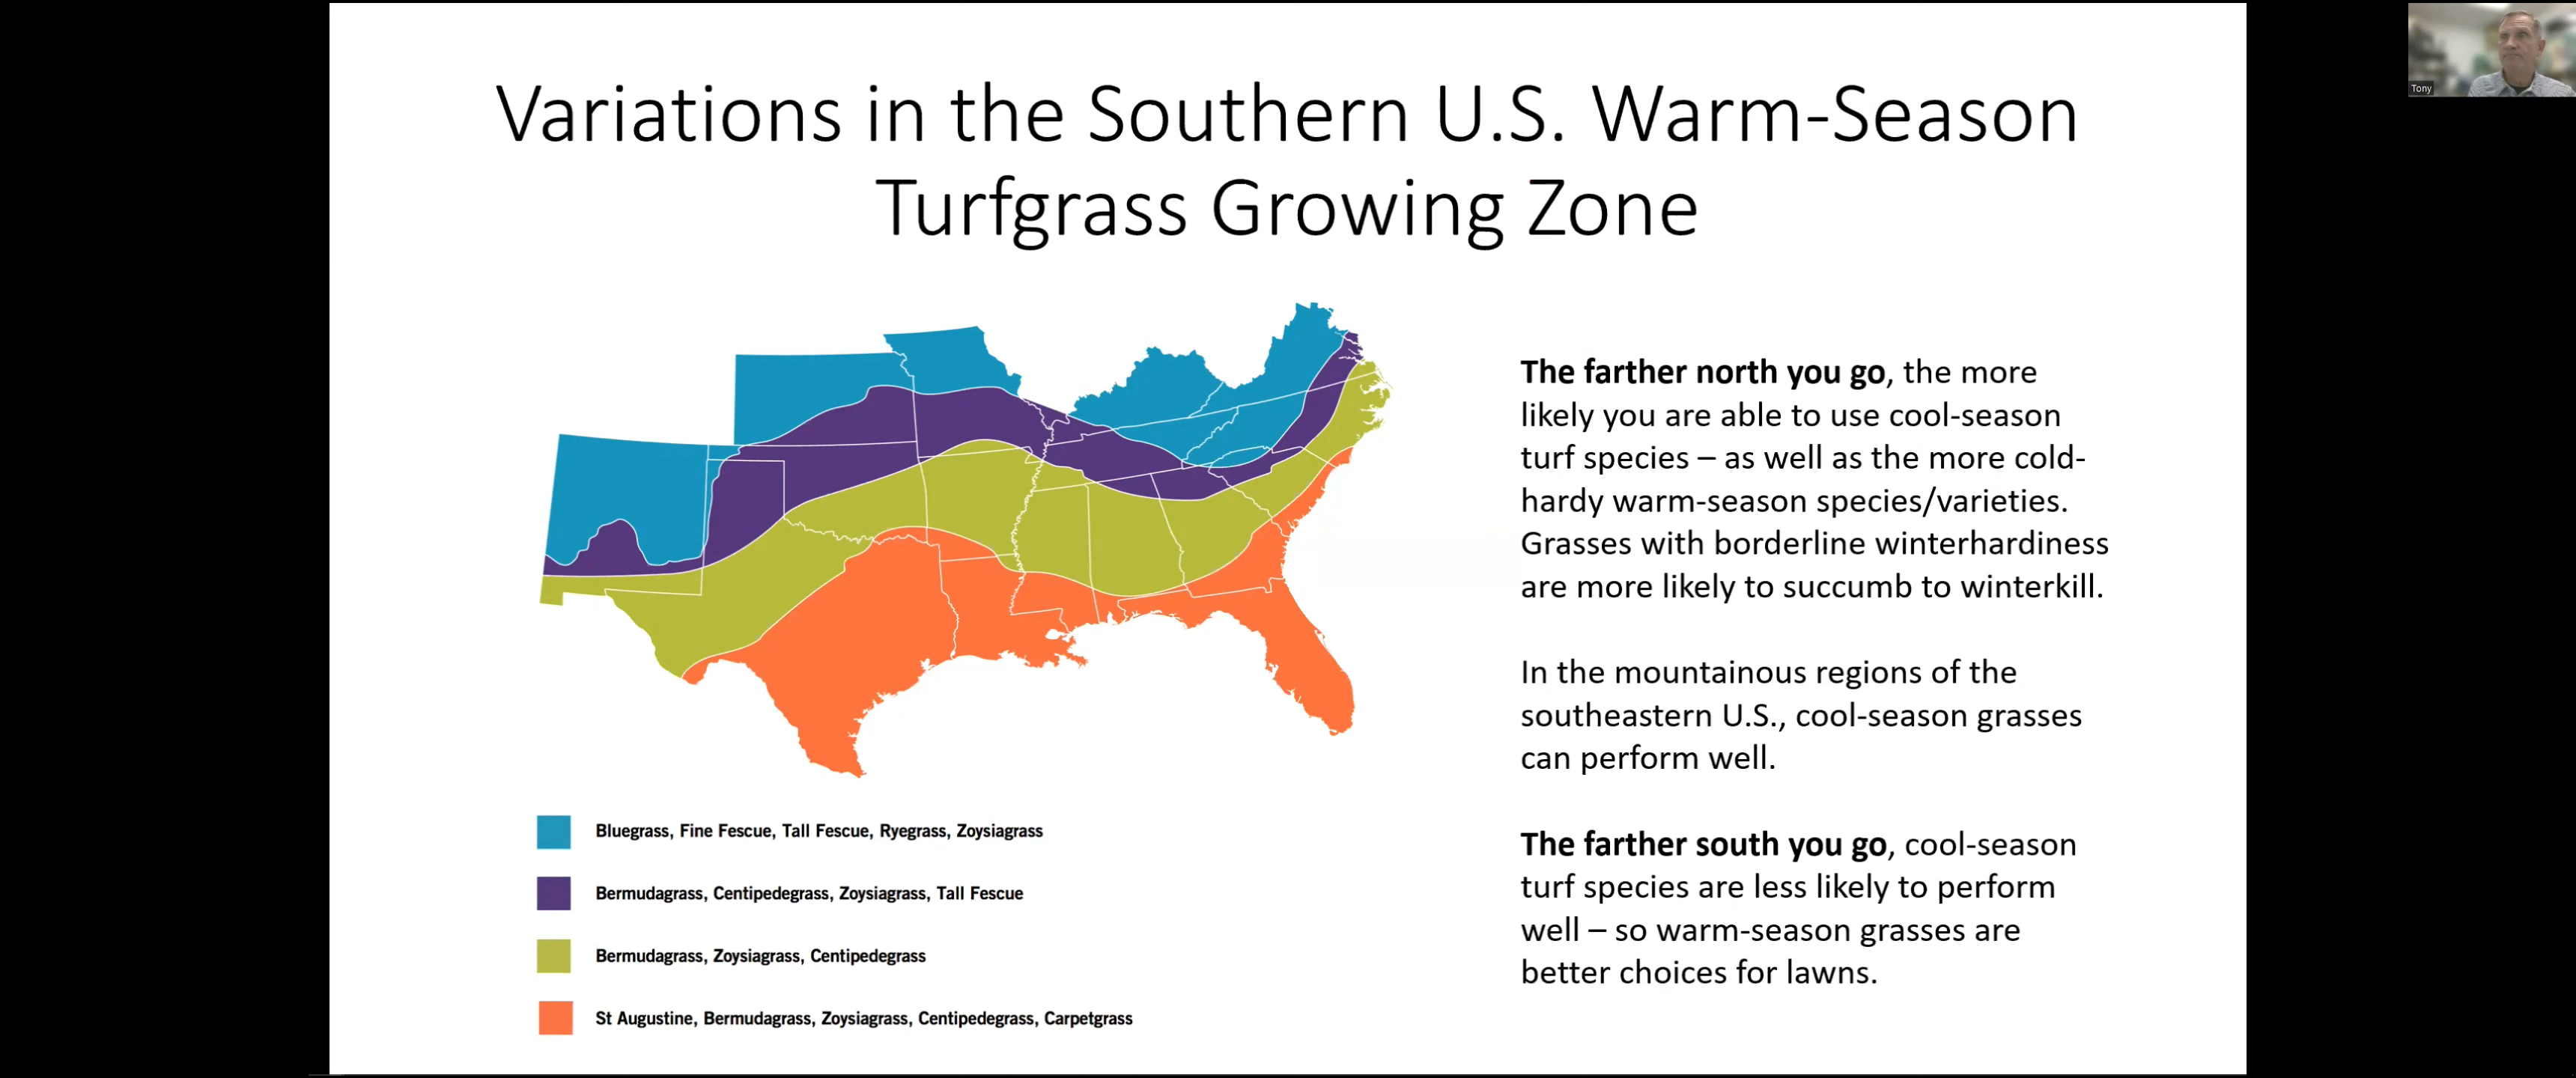 Variations in the Southern U.S. Warm-Season
Turfgrass Growing Zone
Tony
The farther north you go, the more
likely you are able to use cool-season
turf species – as well as the more cold-
hardy warm-season species/varieties.
Grasses with borderline winterhardiness
are more likely to succumb to winterkill.
In the mountainous regions of the
southeastern U.S., cool-season grasses
can perform well.
The farther south you go, cool-season
turf species are less likely to perform
well – so warm-season grasses are
better choices for lawns.
Bluegrass, Fine Fescue, Tall Fescue, Ryegrass, Zoysiagrass
Bermudagrass, Centipedegrass, Zoysiagrass, Tall Fescue
Bermudagrass, Zoysiagrass, Centipedegrass
St Augustine, Bermudagrass, Zoysiagrass, Centipedegrass, Carpetgrass